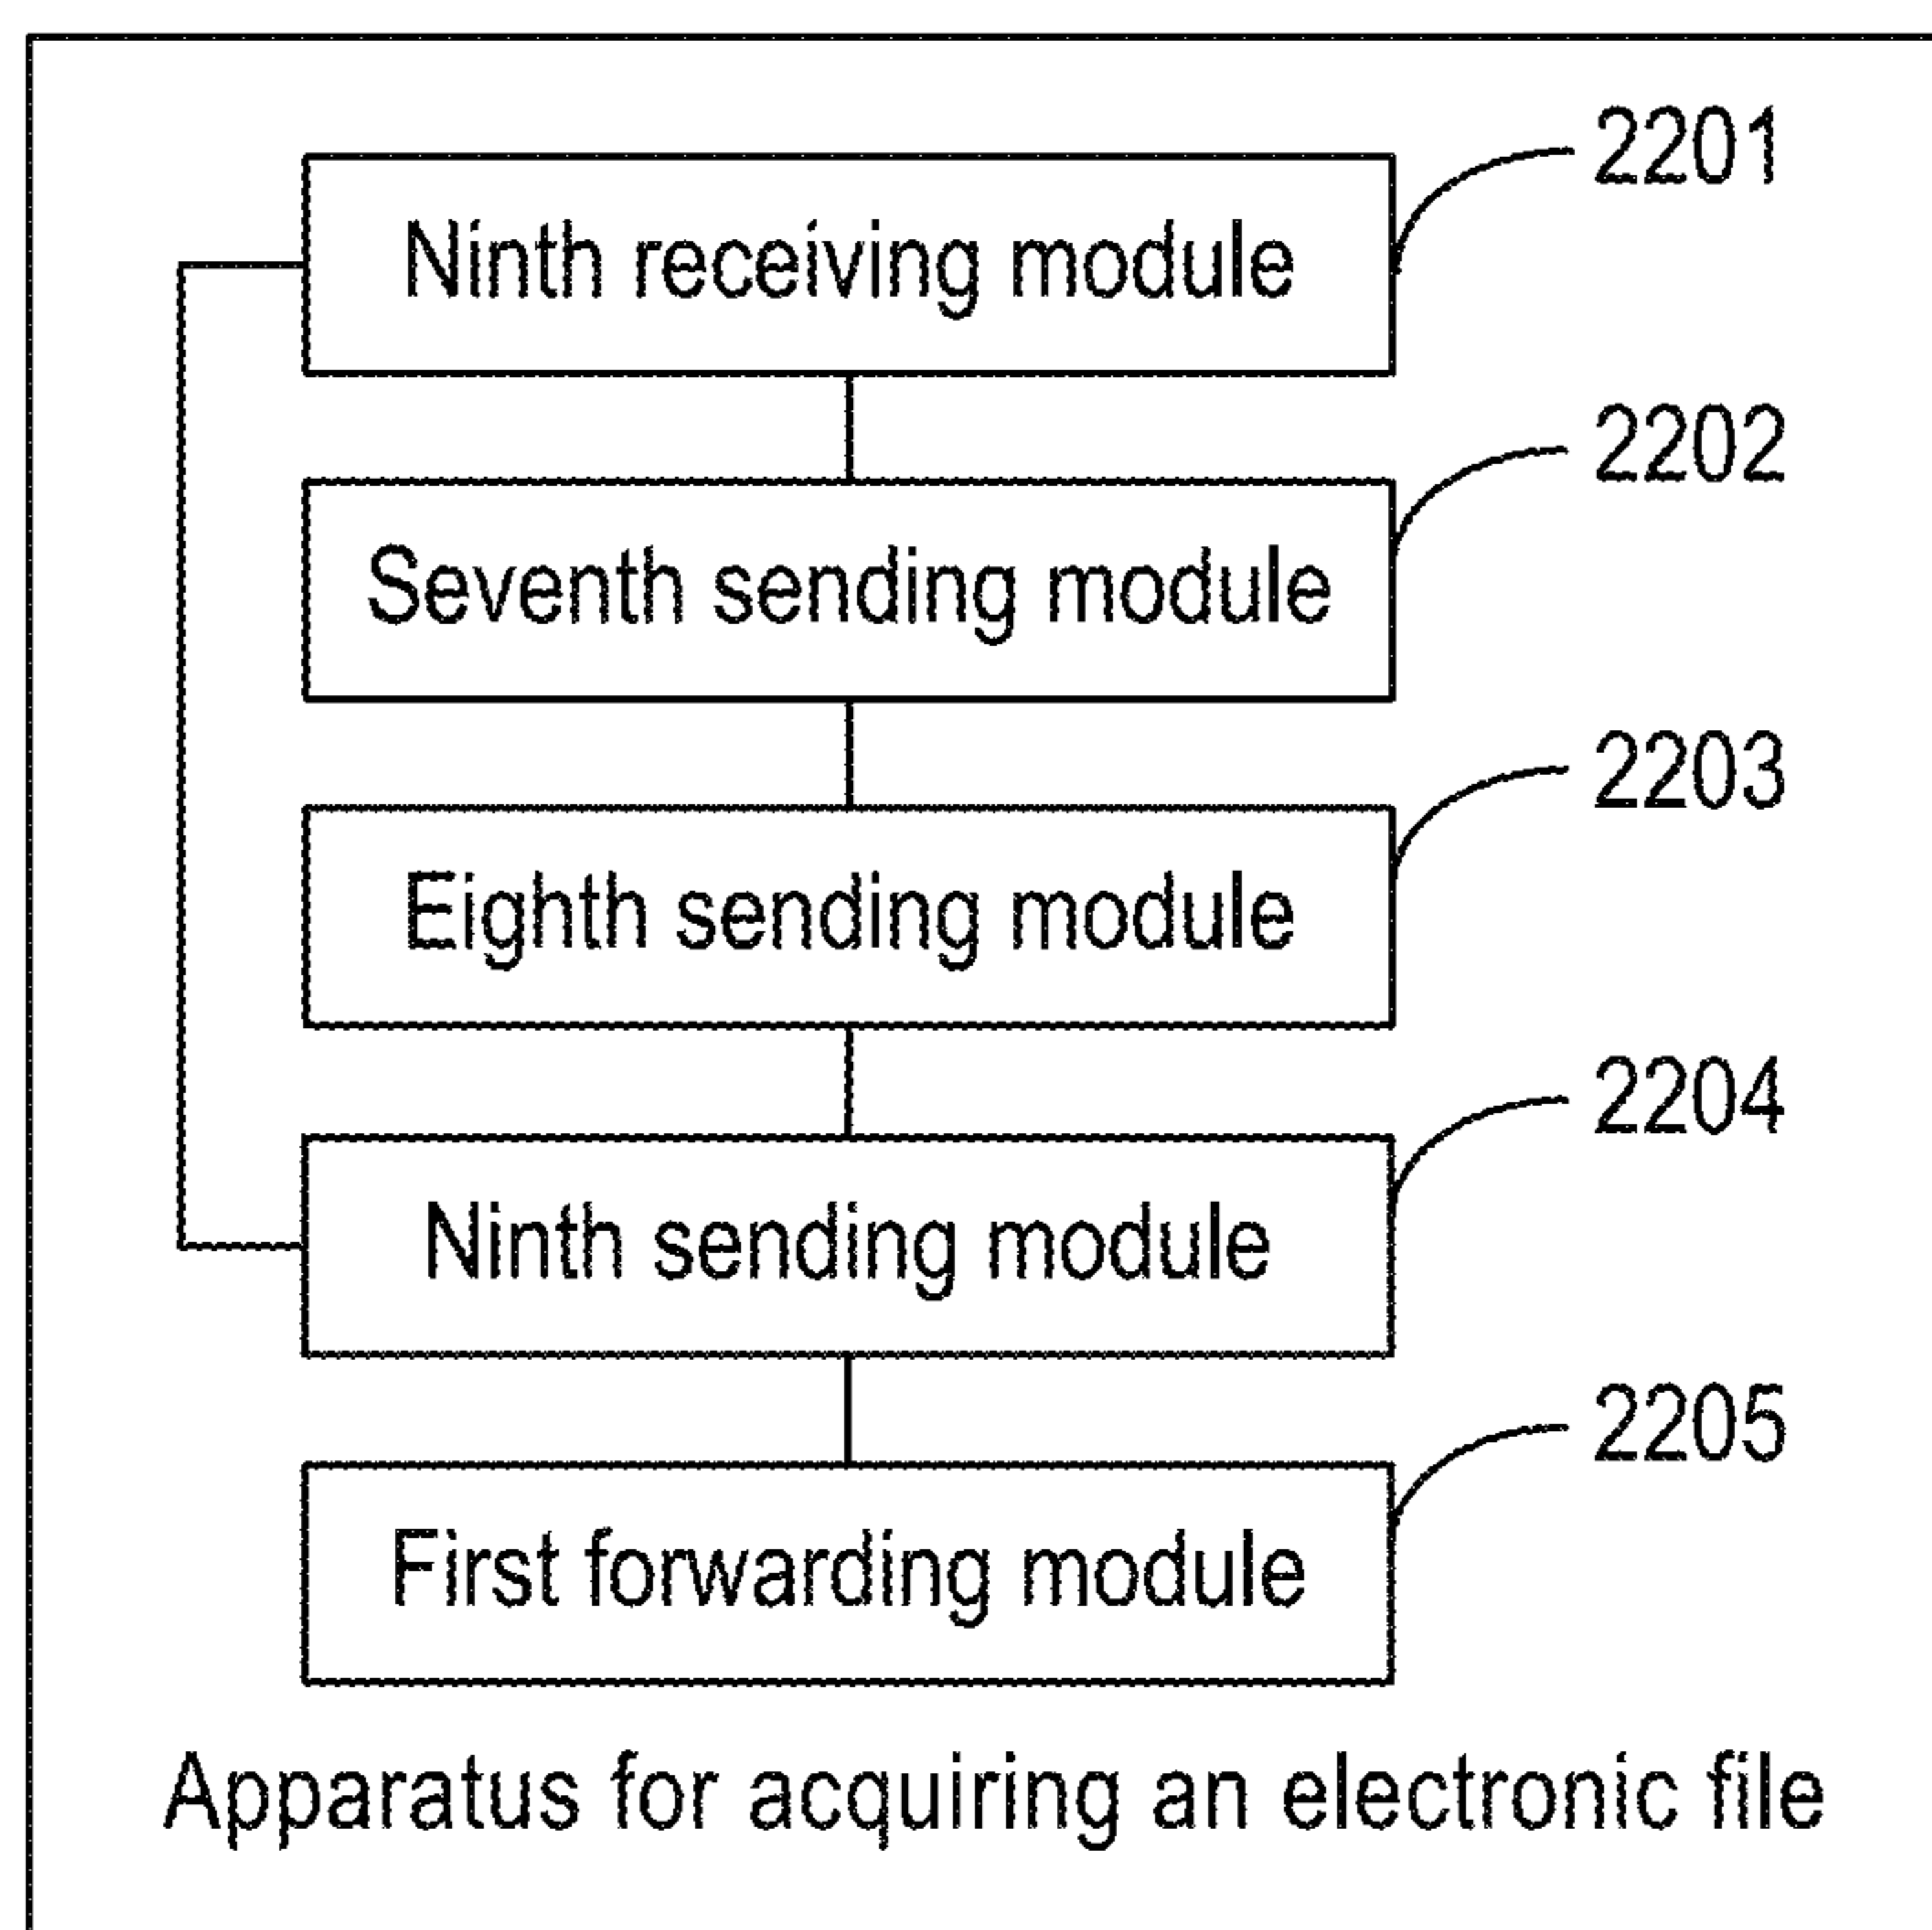 2201
Ninth receiving module
2202
Seventh sending module
2203
Eighth sending module
2204
Ninth sending module
2205
First forwarding module
Apparatus for acquiring an electronic file